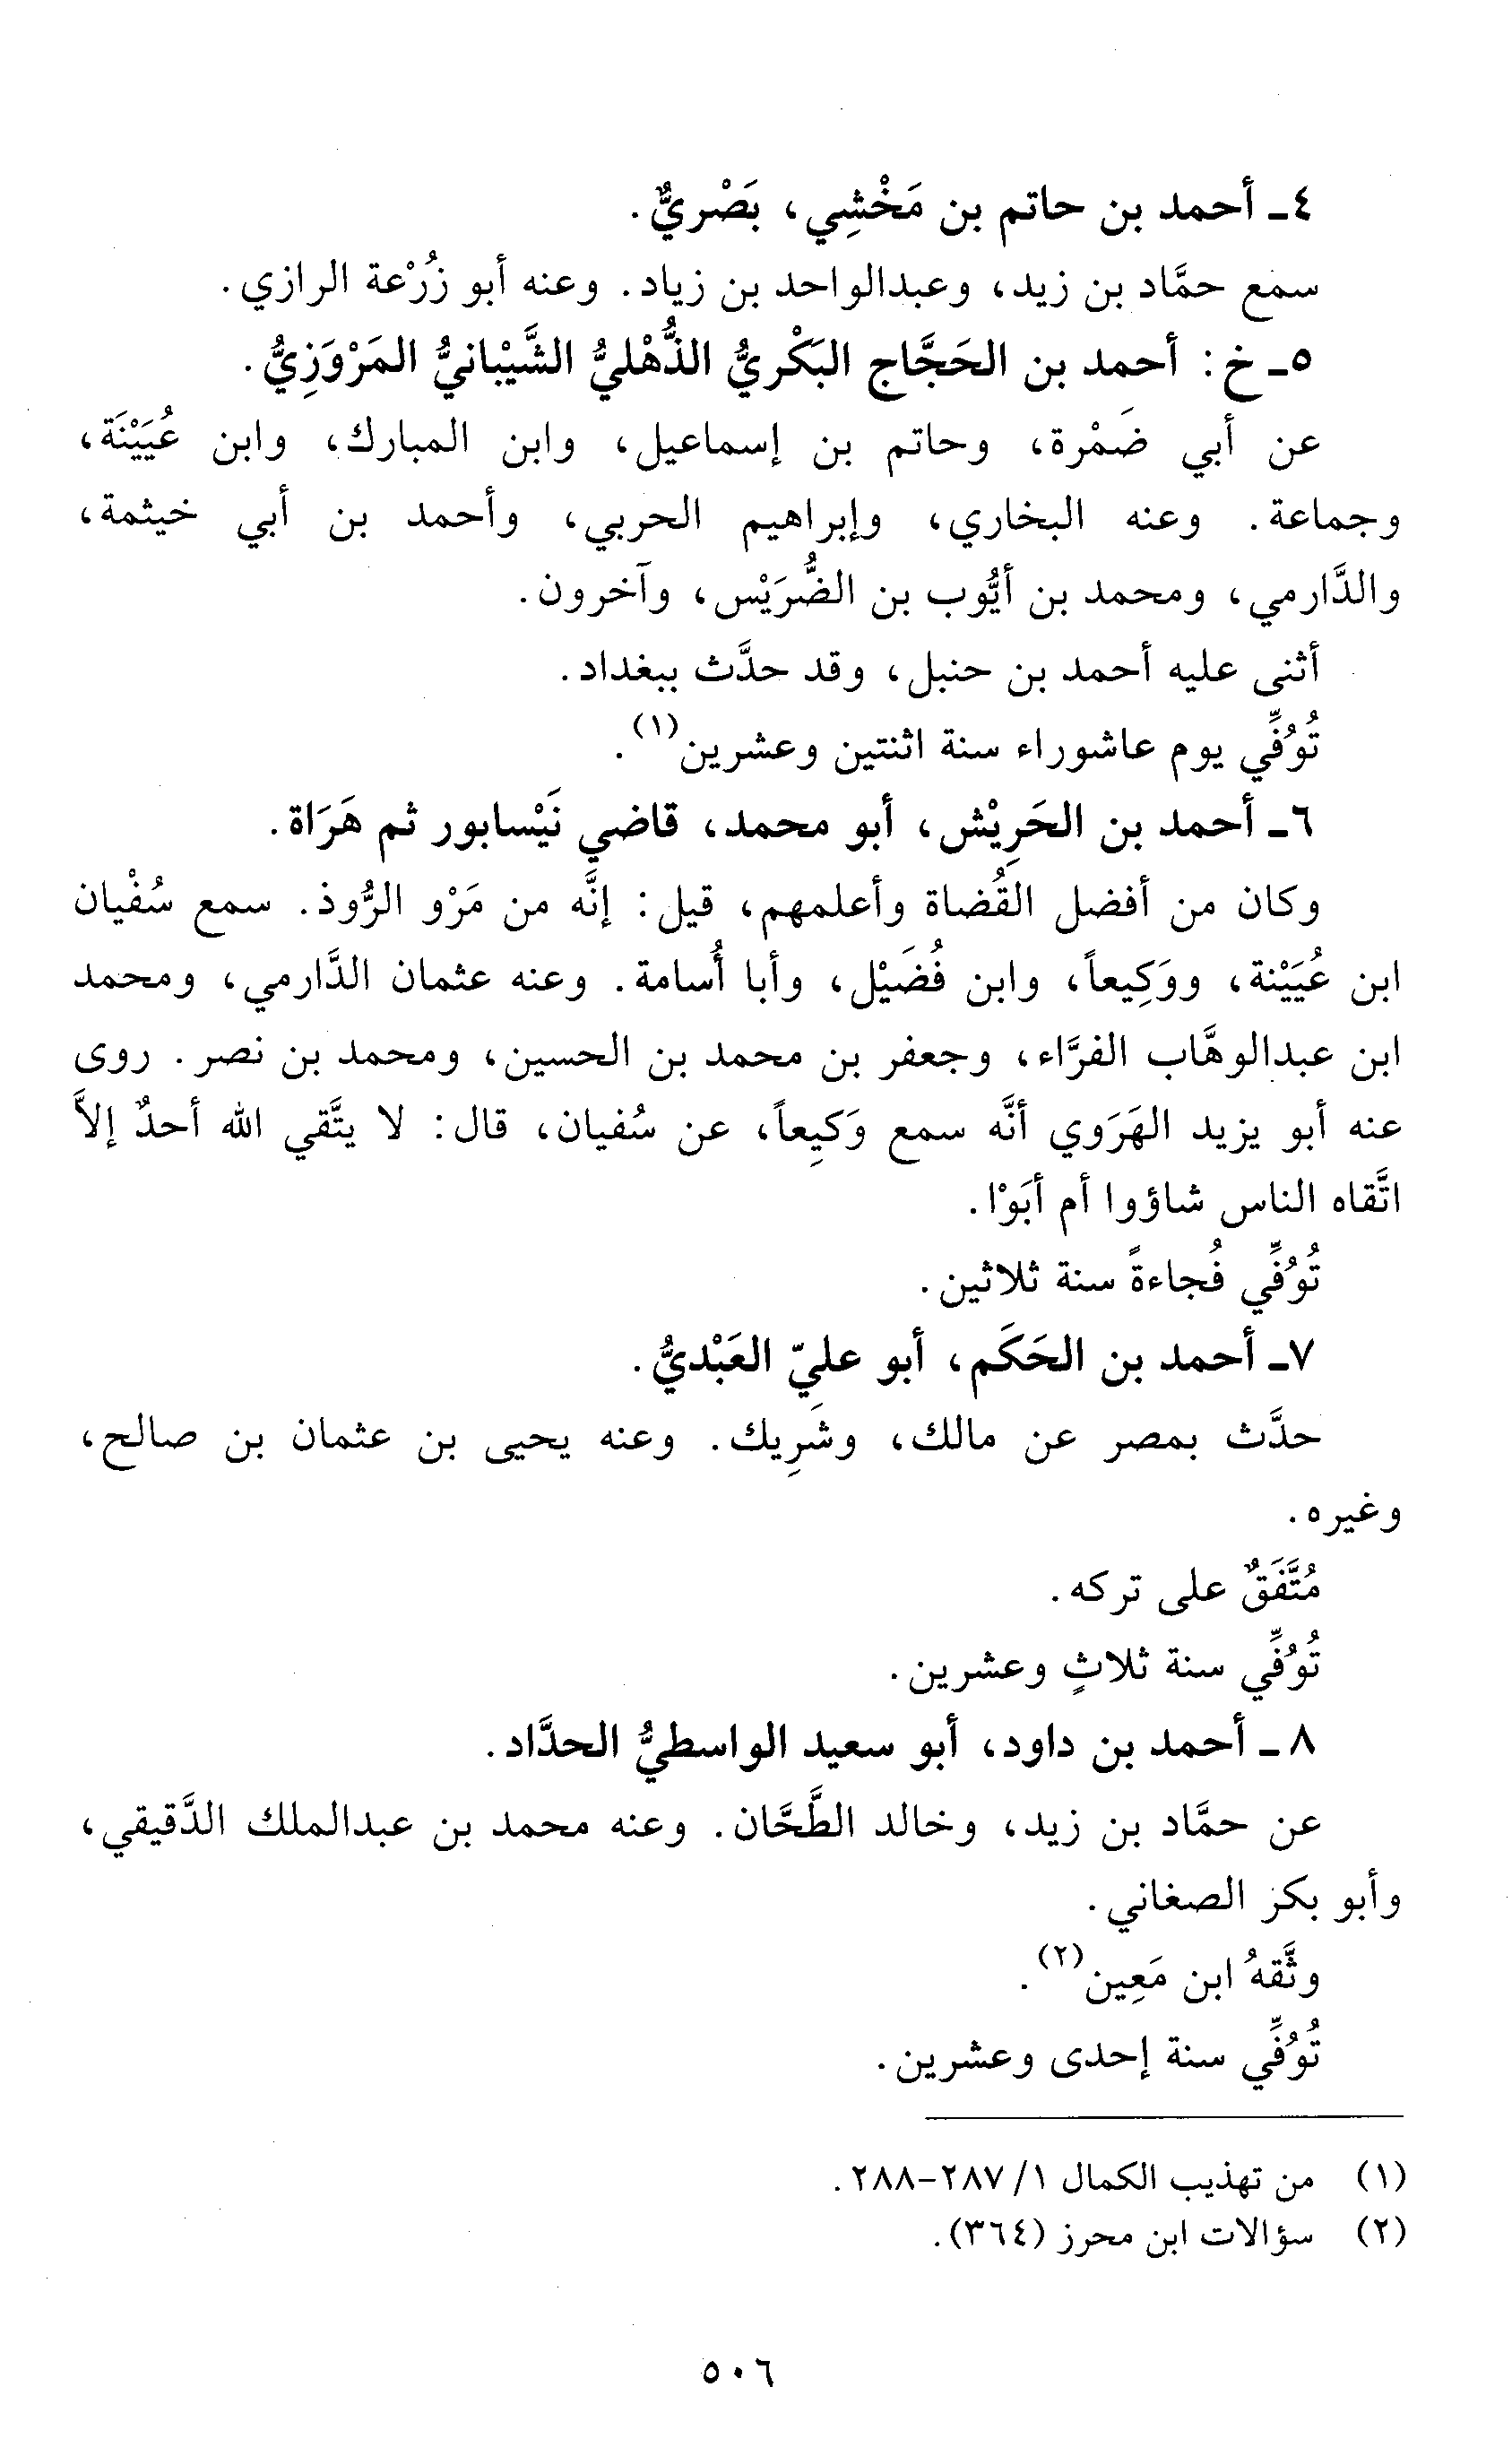 ٤ـ أحمد بن حاتم بن مَخْشِي، بَصْريٌّ.
سمع حمَّاد بن زيد، وعبدالواحد بن زياد. وعنه أبو زُرْعة الرازي.
٥ـ خ: أحمد بن الحَجَّاج البَكْريُّ الذُّهْليُّ الشَّيْبانيُّ المَرْوَزِيُّ.
عن أبي ضَمْرة، وحاتم بن إسماعيل، وابن المبارك، وابن عُيَيْنَة،
وجماعة. وعنه البخاري، وإبراهيم الحربي، وأحمد بن أبي خيثمة،
والدَّارمي، ومحمد بن أيُّوب بن الضُّرَيْس، وآخرون.
أثنى عليه أحمد بن حنبل، وقد حدَّث ببغداد.
تُوُفِّي يوم عاشوراء سنة اثنتين وعشرين(١).
٦ـ أحمد بن الحَرِيْش، أبو محمد، قاضي نَيْسابور ثم هَرَاة.
وكان من أفضل القُضاة وأعلمهم، قيل: إنَّه من مَرْو الرُّوذ. سمع سُفْيان
ابن عُيَيْنة، ووَكِيعاً، وابن فُضَيْل، وأبا أُسامة. وعنه عثمان الدَّارمي، ومحمد
ابن عبدالوهَّاب الفرَّاء، وجعفر بن محمد بن الحسين، ومحمد بن نصر. روى
عنه أبو يزيد الهَرَوي أنَّه سمع وَكِيعاً، عن سُفيان، قال: لا يتَّقي الله أحدٌ إلاَّ
اتَّقاه الناس شاؤوا أم أبَوْا.
تُوُفِّي فُجاءةً سنة ثلاثين.
٧ـ أحمد بن الحَكَم، أبو عليّ العَبْديُّ.
حدَّث بمصر عن مالك، وشَرِيك. وعنه يحيى بن عثمان بن صالح،
وغيره.
مُتَّفَقٌ على تركه.
تُوُفِّي سنة ثلاثٍ وعشرين.
٨ ـ أحمد بن داود، أبو سعيد الواسطيُّ الحدَّاد.
عن حمَّاد بن زيد، وخالد الطَّحَّان. وعنه محمد بن عبدالملك الدَّقيقي،
وأبو بكر الصغاني.
وثَّقهُ ابن مَعِين(٢).
تُوُفِّي سنة إحدى وعشرين.
(١) من تهذيب الكمال ١/ ٢٨٧-٢٨٨.
(٢) سؤالات ابن محرز (٣٦٤).
٥٠٦